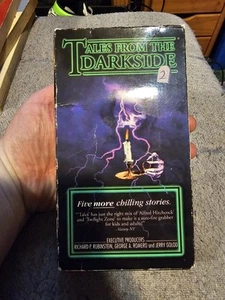 TALES FROM THE
DARKSIDE
2
Five more chilling stories.
"Tales' has just the right mix of 'Alfred Hitchcock'
and 'Twilight Zone' to make it a sure-fire grabber
for kids and adults."
EXECUTIVE PRODUCERS
RICHARD P. RUBINSTEIN, GEORGE A. ROMERO and JERRY GOLOD